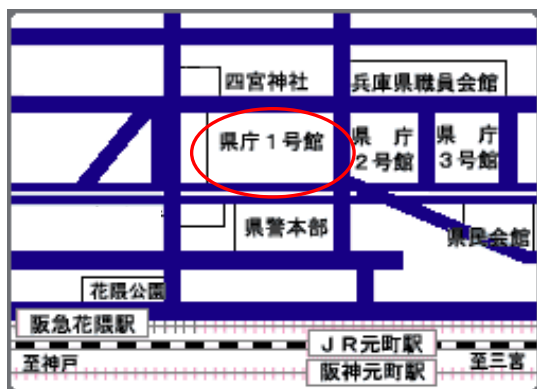 四宮神社
兵庫県職員会館
県庁1号館
県 庁
2号館
県 庁
3号館
県警本部
県民会館
花隈公園
阪急花隈駅
JR元町駅
至神戸
至三宮
阪神元町駅